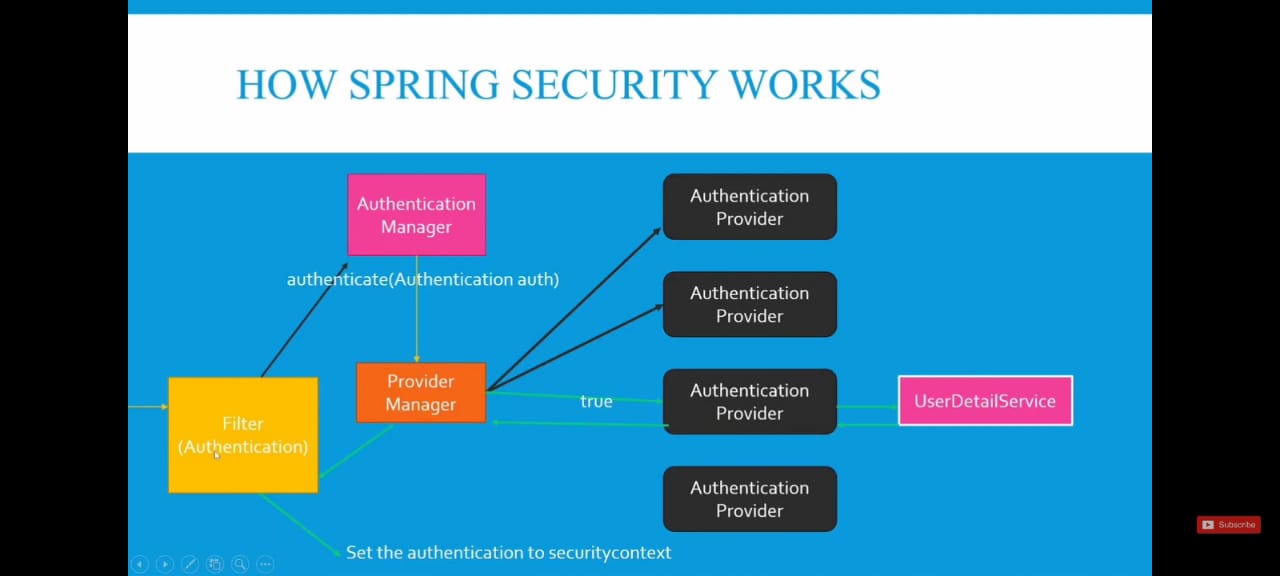 HOW SPRING SECURITY WORKS
Authentication
Manager
authenticate(Authentication auth)
Provider
Manager
Filter
(Authentication)
Authentication
Provider
Authentication
Provider
true
Authentication
Provider
UserDetailService
Authentication
Provider
Set the authentication to securitycontext
Subscribe